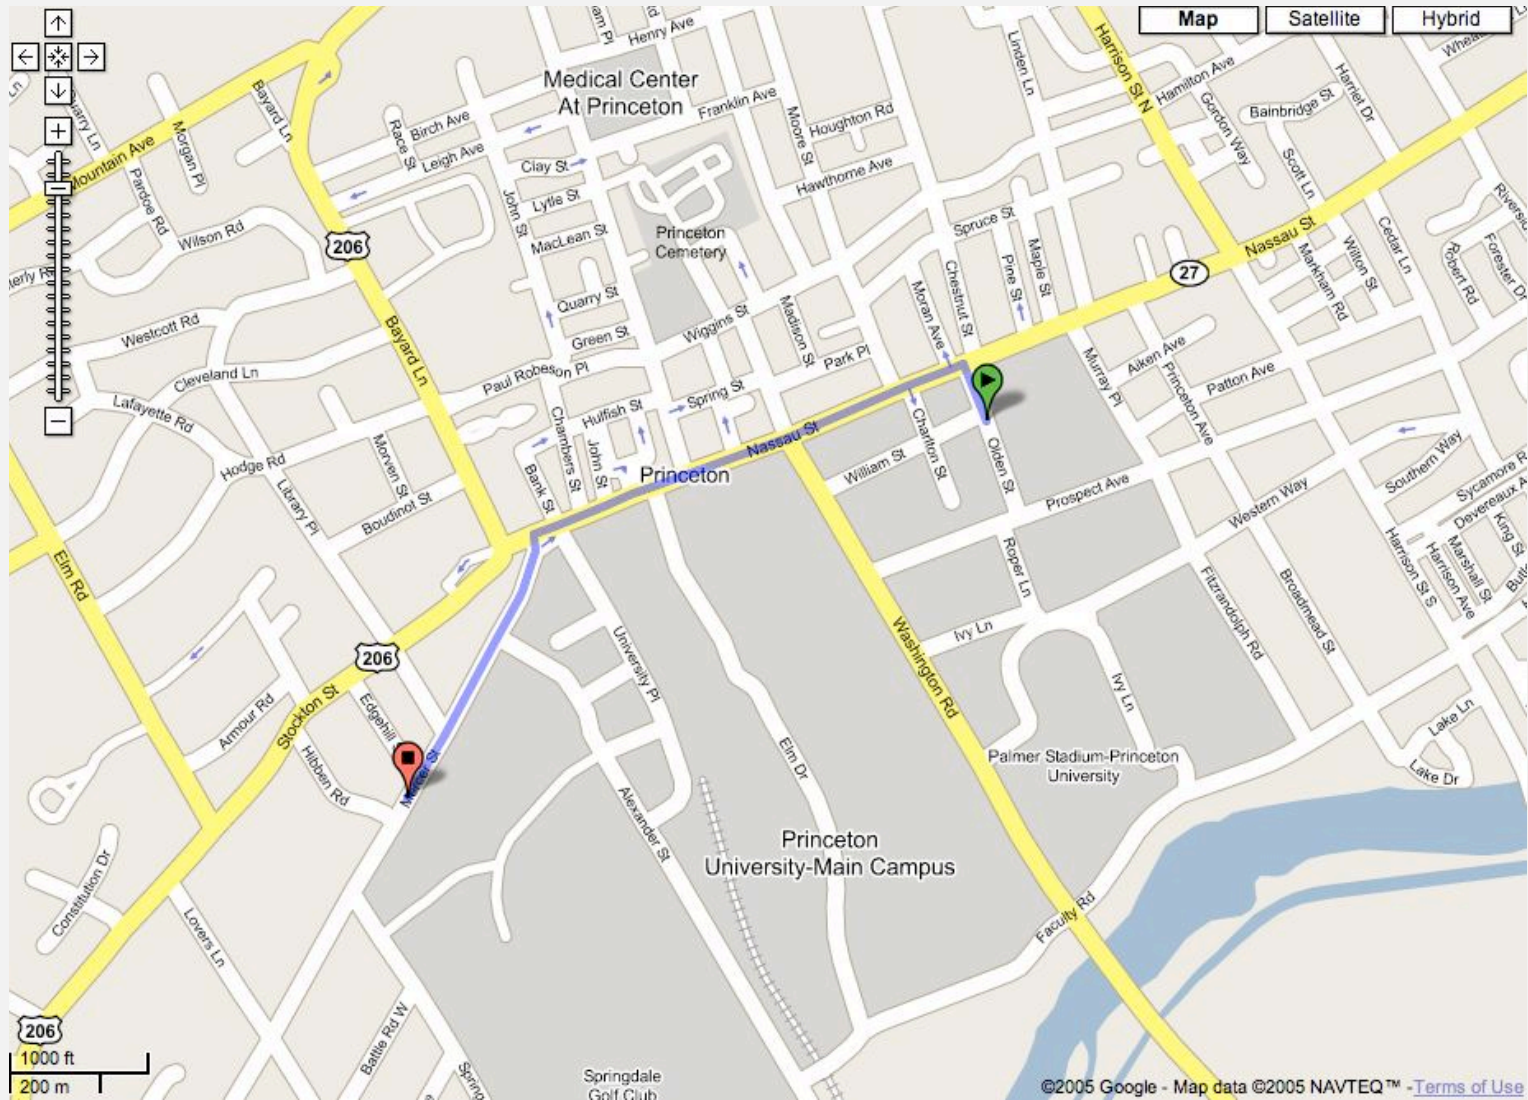 Map
Satellite
Hybrid
Henry Ave
Medical Center
At Princeton
Franklin Ave
Moore St
Houghton Rd
Hawthorne Ave
Linden Ln
Harrison St N
Hamilton Ave
Gordon Way
Bainbridge St
Harriet Dr
Scott Ln
Bayard Ln
Mountain Ave
Morgan Pl
Pardoe Rd
Wilson Rd
Race St
Birch Ave
Leigh Ave
Clay St
Lytle St
John St
MacLean St
Princeton
Cemetery
206
Quarry St
Green St
Wiggins St
Madison St
Park Pl
Spruce St
Chestnut St
Moran Ave
Pine St
Maple St
27
Nassau St
Markham Rd
Wilton St
Cedar Ln
Robert Rd
Forester Dr
Westcott Rd
Cleveland Ln
Lafayette Rd
Bayard Ln
Paul Robeson Pl
Hulfish St
Spring St
Chambers St
John St
Bank St
Hodge Rd
Morven St
Boudinot St
Library Pl
Princeton
Nassau St
William St
Charlton St
Olden St
Murray Pl
Aiken Ave
Princeton Ave
Patton Ave
Prospect Ave
Western Way
Southern Way
Sycamore R
Devereaux A
King St
Marshall St
Harrison Ave
Harrison St S
Elm Rd
Roper Ln
Ivy Ln
Fitzrandolph Rd
Broadmead St
Washington Rd
Ivy Ln
206
Stockton St
Armour Rd
Edgehill
Hibben Rd
Mercer St
University Pl
Elm Dr
Alexander St
Palmer Stadium-Princeton
University
Lake Ln
Lake Dr
Princeton
University-Main Campus
Constitution Dr
Lovers Ln
Faculty Rd
Battle Rd W
206
1000 ft
200 m
Springdale
Golf Club
©2005 Google - Map data ©2005 NAVTEQ™ -Terms of Use